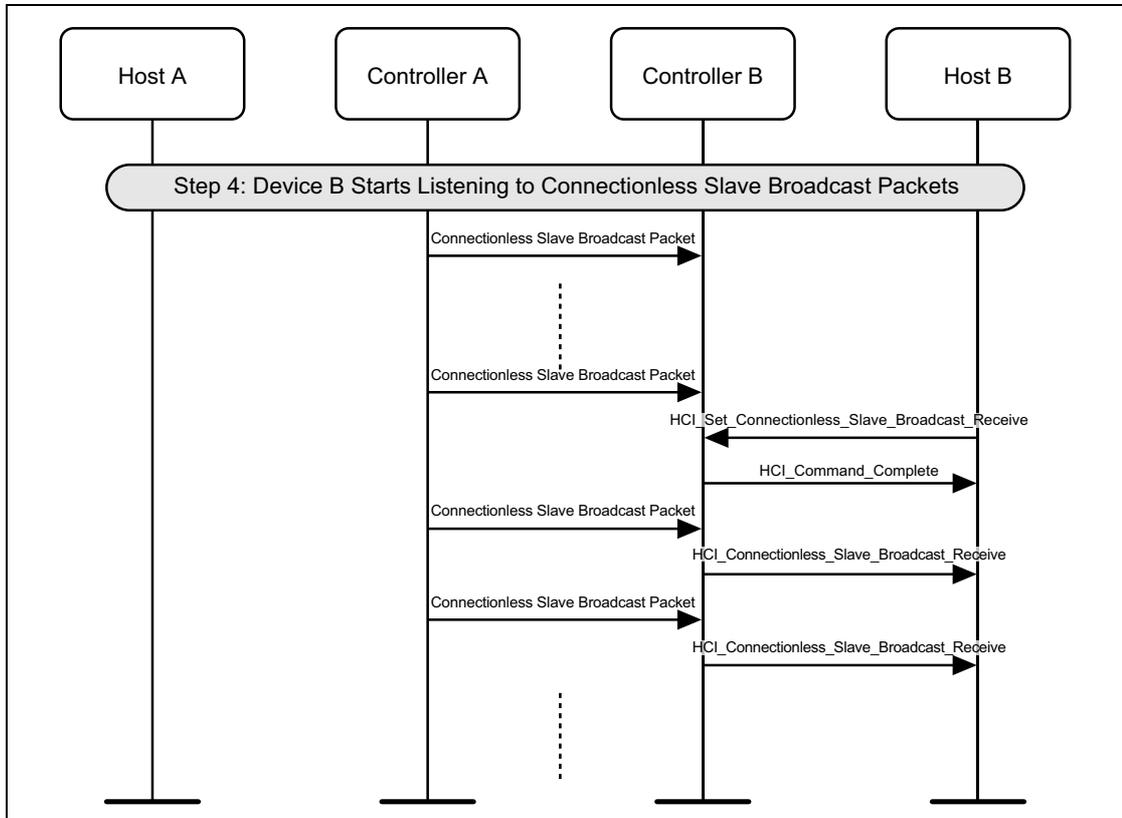 Host A
Controller A
Controller B
Host B
Step 4: Device B Starts Listening to Connectionless Slave Broadcast Packets
Connectionless Slave Broadcast Packet
Connectionless Slave Broadcast Packet
HCI_Set_Connectionless_Slave_Broadcast_Receive
HCI_Command_Complete
Connectionless Slave Broadcast Packet
HCI_Connectionless_Slave_Broadcast_Receive
Connectionless Slave Broadcast Packet
HCI_Connectionless_Slave_Broadcast_Receive